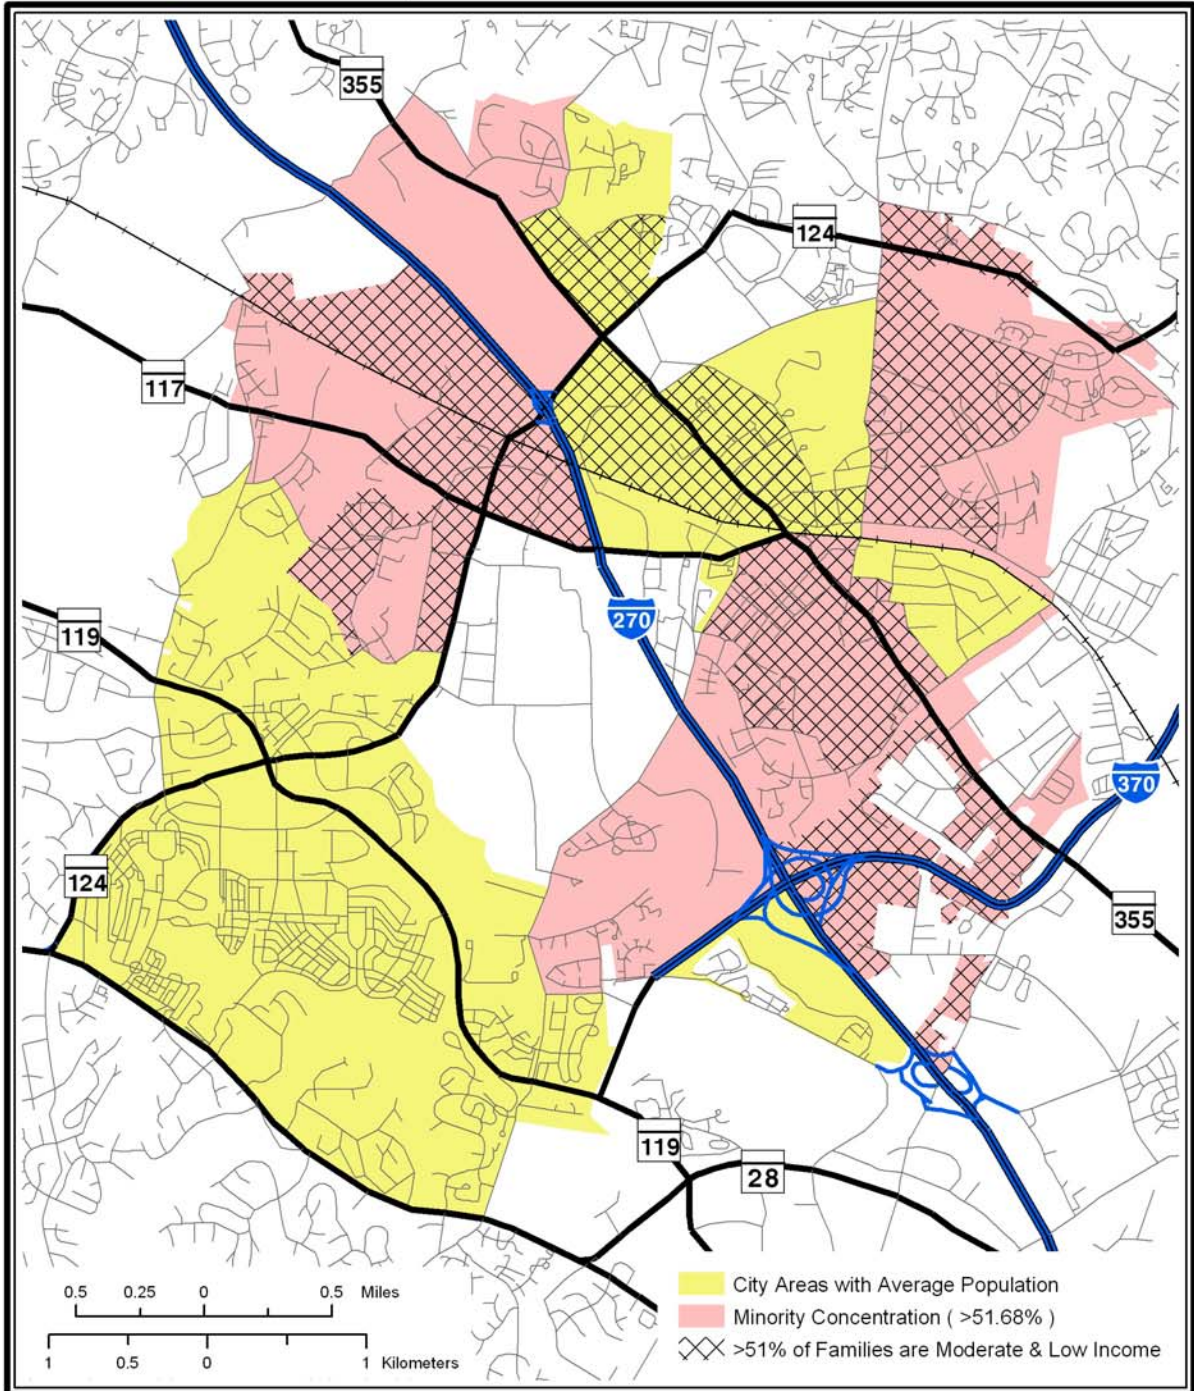 355
124
117
119
270
370
124
355
119
28
0.5 0.25 0 0.5 Miles
1 0.5 0 1 Kilometers
City Areas with Average Population
Minority Concentration ( >51.68% )
>51% of Families are Moderate & Low Income